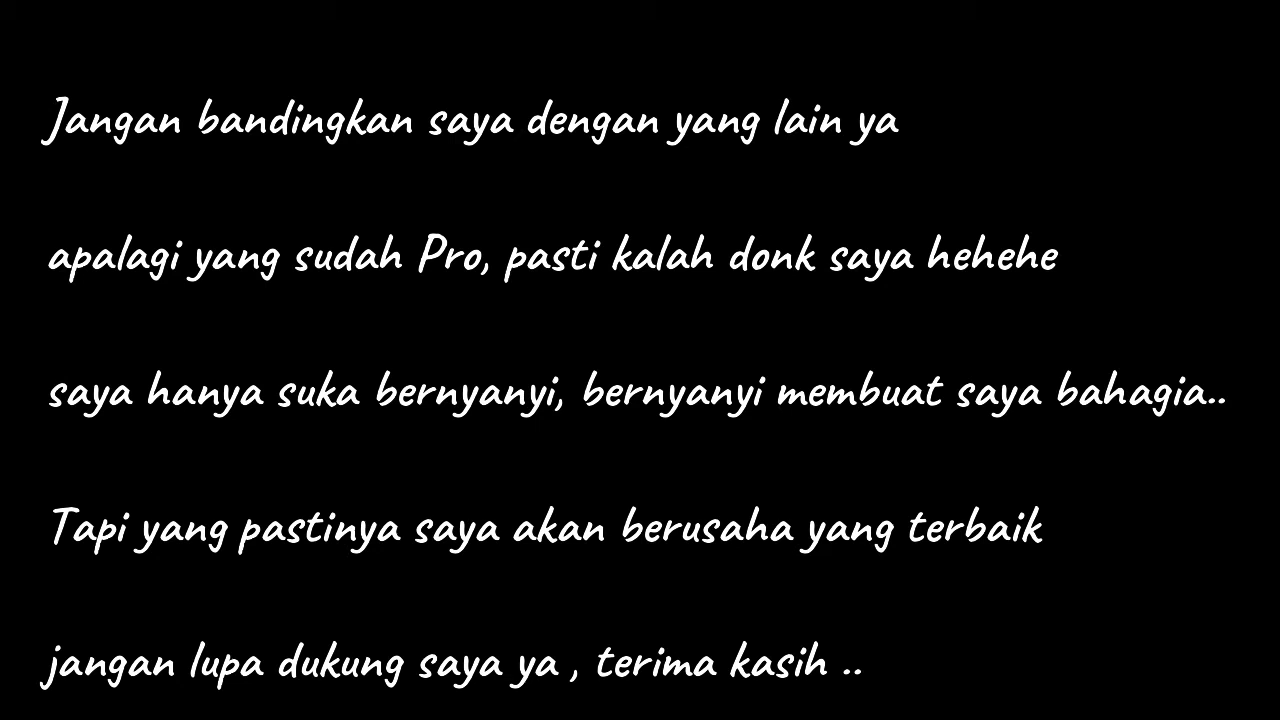 Jangan bandingkan saya dengan yang lain ya
apalagi yang sudah Pro, pasti kalah donk saya hehehe
saya hanya suka bernyanyi, bernyanyi membuat saya bahagia..
Tapi yang pastinya saya akan berusaha yang terbaik
jangan lupa dukung saya ya , terima kasih ..